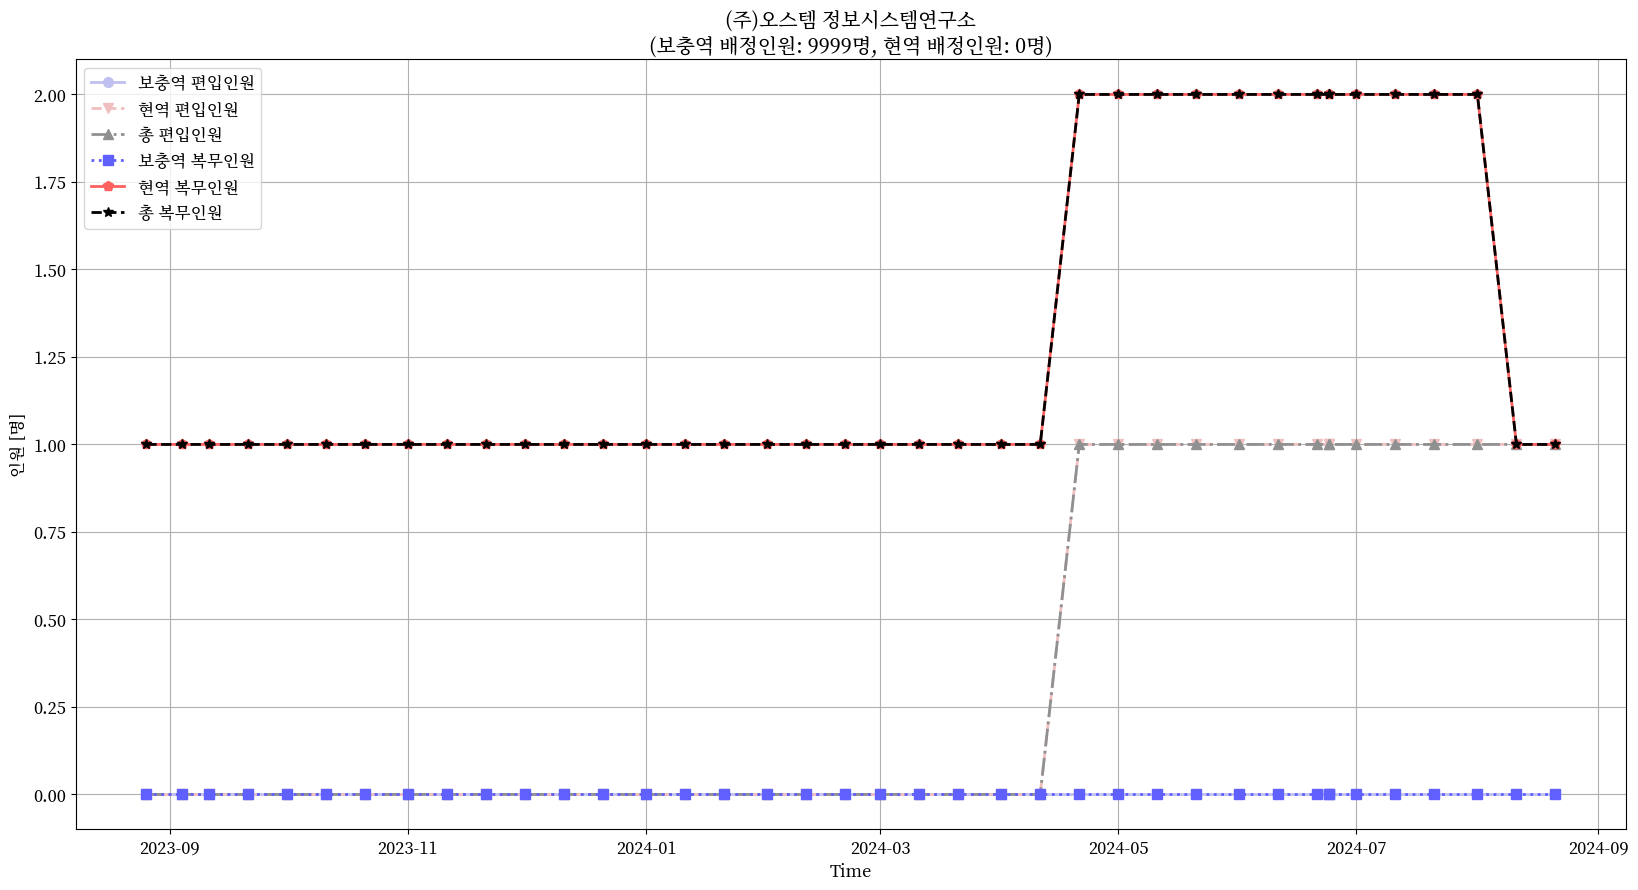 (주)오스템 정보시스템연구소
(보충역 배정인원: 9999명, 현역 배정인원: 0명)
보충역 편입인원
현역 편입인원
총 편입인원
보충역 복무인원
현역 복무인원
총 복무인원
인원 [명]
2.00
1.75
1.50
1.25
1.00
0.75
0.50
0.25
0.00
2023-09 2023-11 2024-01 2024-03 2024-05 2024-07 2024-09
Time